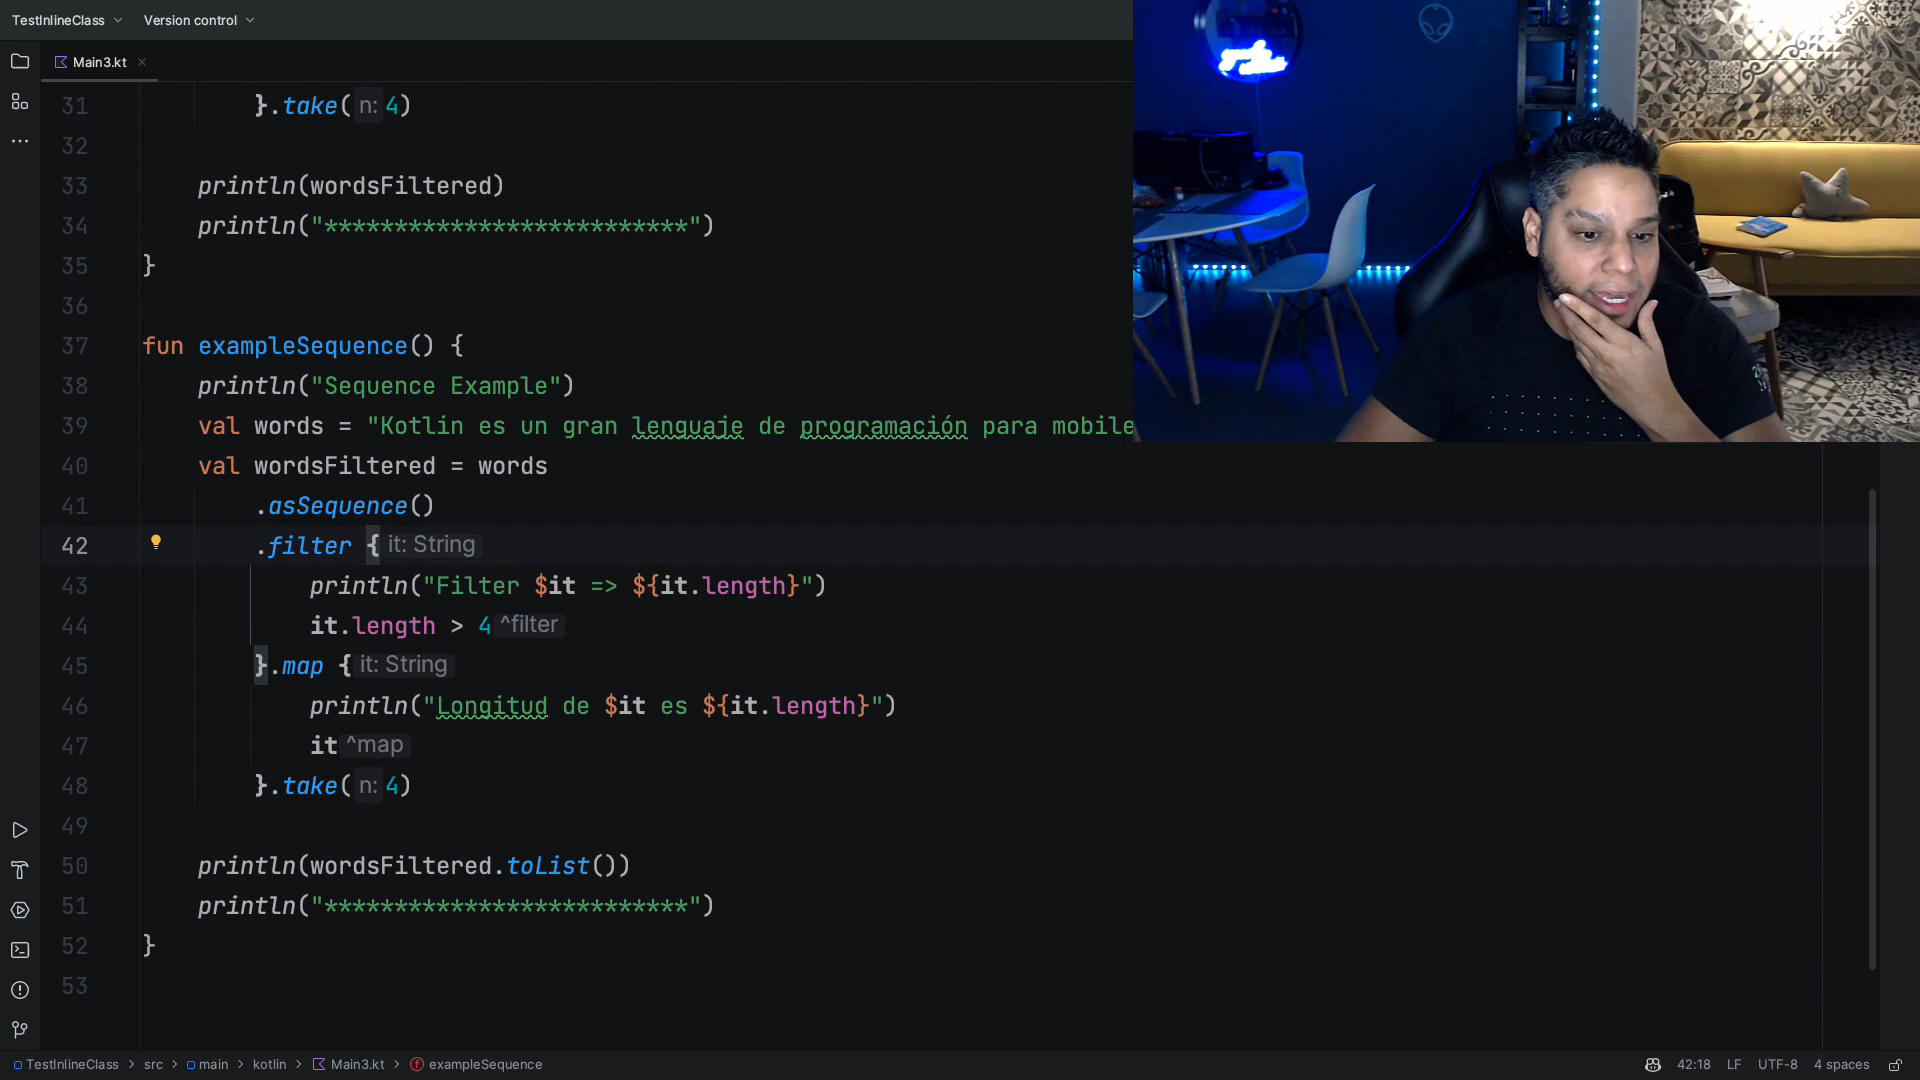 TestInlineClass Version control
Main3.kt
31 }.take( n: 4)
32
33 println(wordsFiltered)
34 println("**************************")
35 }
36
37 fun exampleSequence() {
38 println("Sequence Example")
39 val words = "Kotlin es un gran lenguaje de programación para mobile
40 val wordsFiltered = words
41 .asSequence()
42 .filter { it: String
43 println("Filter $it => ${it.length}")
44 it.length > 4 ^filter
45 }.map { it: String
46 println("Longitud de $it es ${it.length}")
47 it ^map
48 }.take( n: 4)
49
50 println(wordsFiltered.toList())
51 println("**************************")
52 }
53
TestInlineClass > src > main > kotlin > Main3.kt > exampleSequence 42:18 LF UTF-8 4 spaces